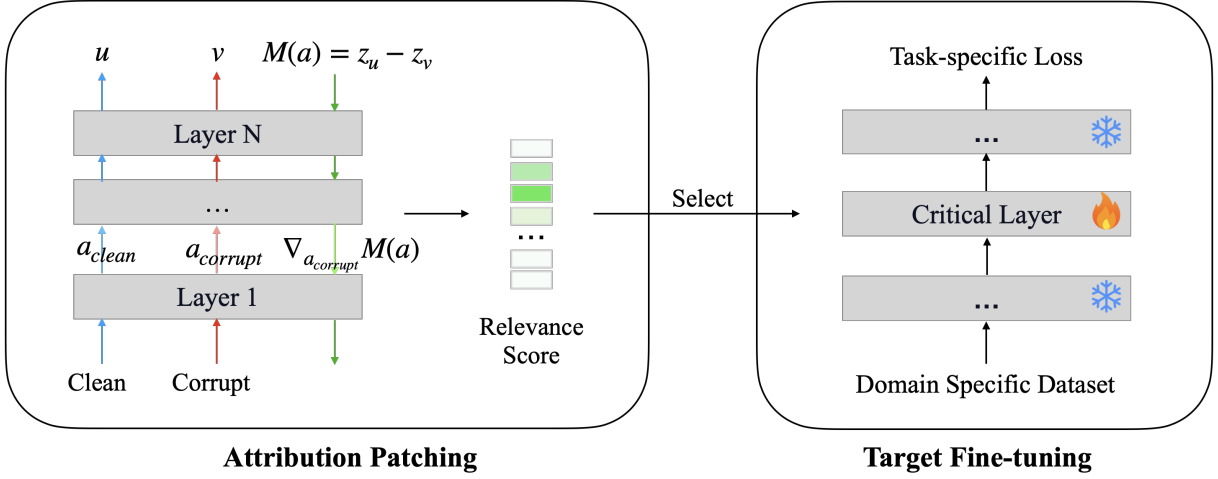 u v M(a) = z_u − z_v
Layer N
...
a_clean a_corrupt ∇_{a_corrupt} M(a)
Layer 1
Clean Corrupt
...
Relevance
Score
Attribution Patching
Select
Task-specific Loss
...
Critical Layer
...
Domain Specific Dataset
Target Fine-tuning